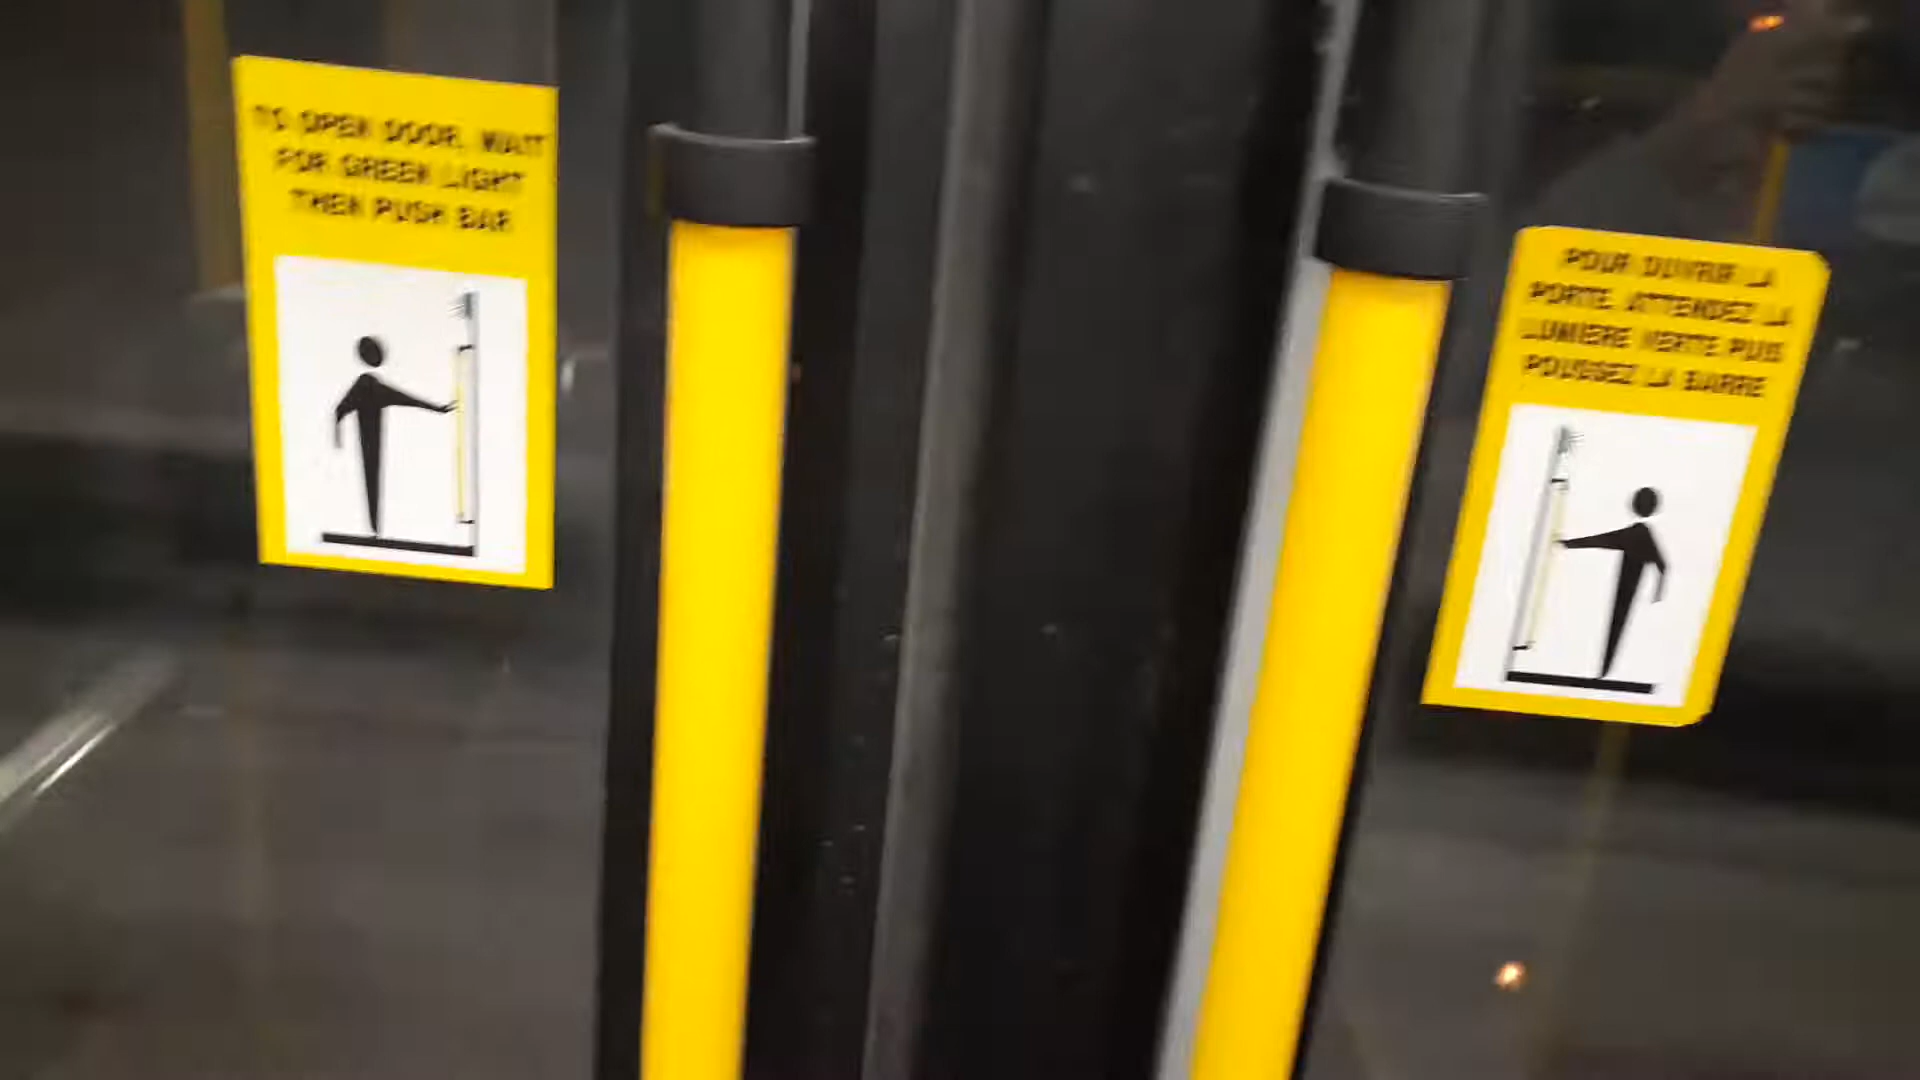 TO OPEN DOOR, WAIT
FOR GREEN LIGHT
THEN PUSH BAR
POUR OUVRIR LA
PORTE, ATTENDEZ LA
LUMIERE VERTE PUIS
POUSSEZ LA BARRE